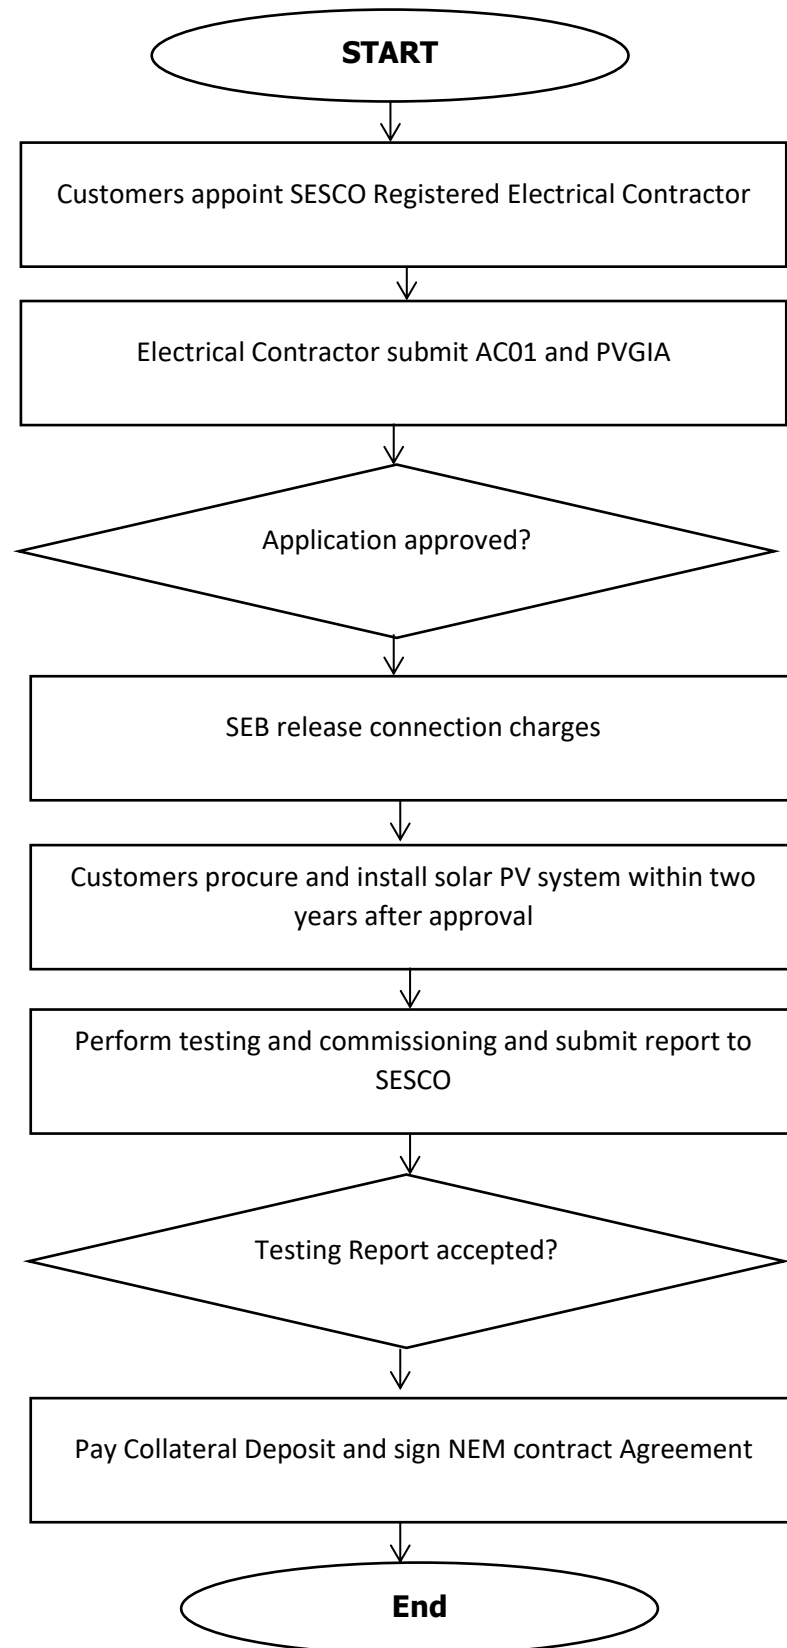 START
Customers appoint SESCO Registered Electrical Contractor
Electrical Contractor submit AC01 and PVGIA
Application approved?
SEB release connection charges
Customers procure and install solar PV system within two
years after approval
Perform testing and commissioning and submit report to
SESCO
Testing Report accepted?
Pay Collateral Deposit and sign NEM contract Agreement
End